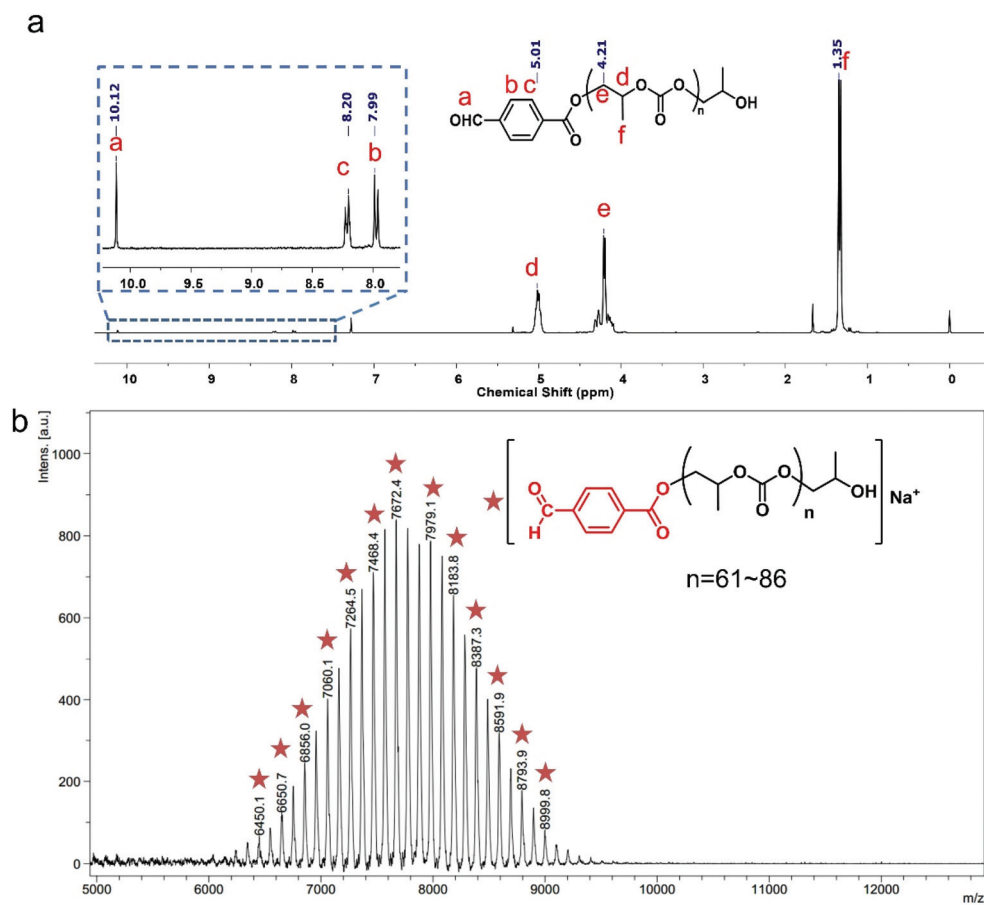 a
10.12
8.20
7.99
a
c
b
10.0
9.5
9.0
8.5
8.0
5.01
4.21
1.35
f
a
b
c
d
e
f
OHC
O
O
O
O
O
n
OH
d
e
10
9
8
7
6
5
4
3
2
1
0
Chemical Shift (ppm)
b
Intens. [a.u.]
1000
800
600
400
200
0
6450.1
6650.7
6856.0
7060.1
7264.5
7468.4
7672.4
7979.1
8183.8
8387.3
8591.9
8793.9
8999.8
O
H
O
O
O
O
O
n
OH
Na+
n=61~86
5000
6000
7000
8000
9000
10000
11000
12000
m/z